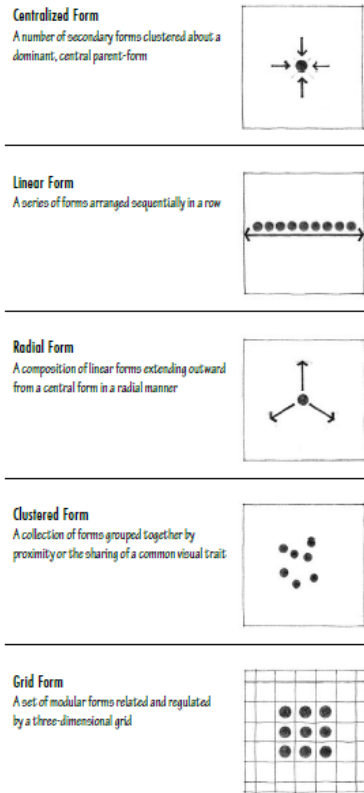 Centralized Form
A number of secondary forms clustered about a
dominant, central parent-form
Linear Form
A series of forms arranged sequentially in a row
Radial Form
A composition of linear forms extending outward
from a central form in a radial manner
Clustered Form
A collection of forms grouped together by
proximity or the sharing of a common visual trait
Grid Form
A set of modular forms related and regulated
by a three-dimensional grid